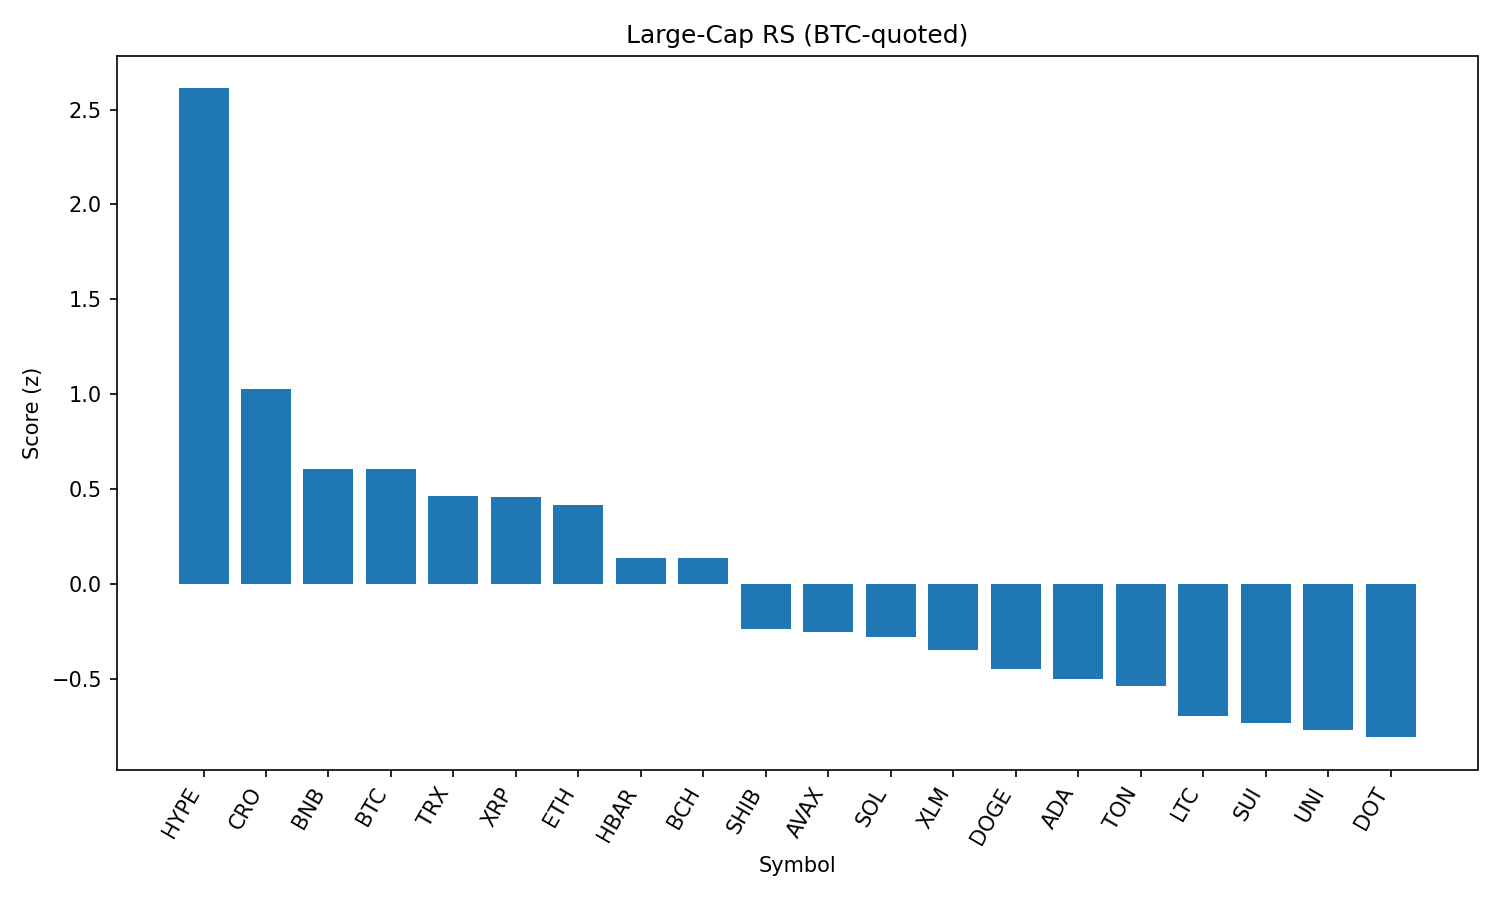 Large-Cap RS (BTC-quoted)
Score (z)
2.5
2.0
1.5
1.0
0.5
0.0
−0.5
HYPE
CRO
BNB
BTC
TRX
XRP
ETH
HBAR
BCH
SHIB
AVAX
SOL
XLM
DOGE
ADA
TON
LTC
SUI
UNI
DOT
Symbol